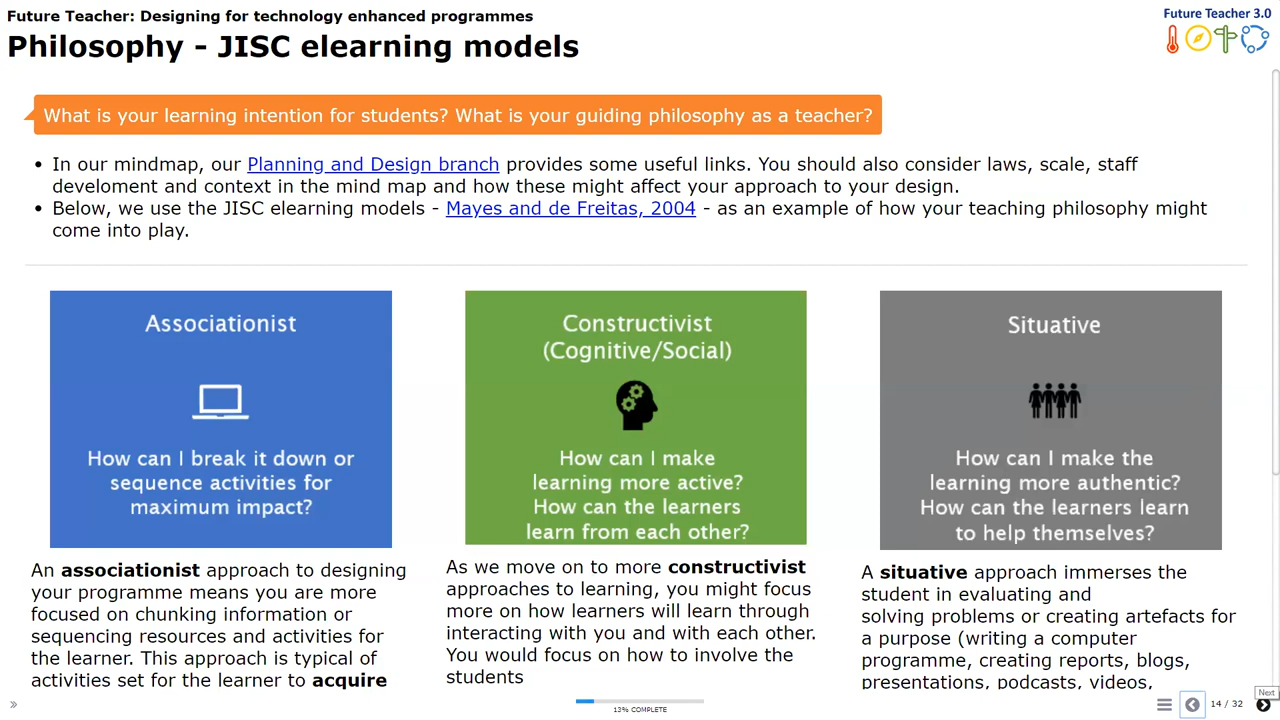 Future Teacher: Designing for technology enhanced programmes
Future Teacher 3.0
Philosophy - JISC elearning models
What is your learning intention for students? What is your guiding philosophy as a teacher?
• In our mindmap, our Planning and Design branch provides some useful links. You should also consider laws, scale, staff
develoment and context in the mind map and how these might affect your approach to your design.
• Below, we use the JISC elearning models - Mayes and de Freitas, 2004 - as an example of how your teaching philosophy might
come into play.
Associationist
How can I break it down or
sequence activities for
maximum impact?
An associationist approach to designing
your programme means you are more
focused on chunking information or
sequencing resources and activities for
the learner. This approach is typical of
activities set for the learner to acquire
Constructivist
(Cognitive/Social)
How can I make
learning more active?
How can the learners
learn from each other?
As we move on to more constructivist
approaches to learning, you might focus
more on how learners will learn through
interacting with you and with each other.
You would focus on how to involve the
students
Situative
How can I make the
learning more authentic?
How can the learners learn
to help themselves?
A situative approach immerses the
student in evaluating and
solving problems or creating artefacts for
a purpose (writing a computer
programme, creating reports, blogs,
presentations, podcasts, videos,
»
13% COMPLETE
14 / 32
Next